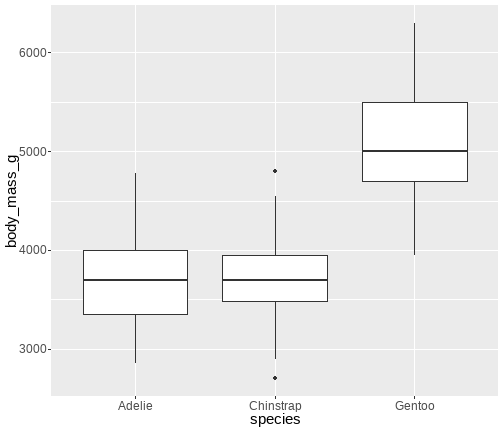 body_mass_g
6000
5000
4000
3000
Adelie
Chinstrap
Gentoo
species